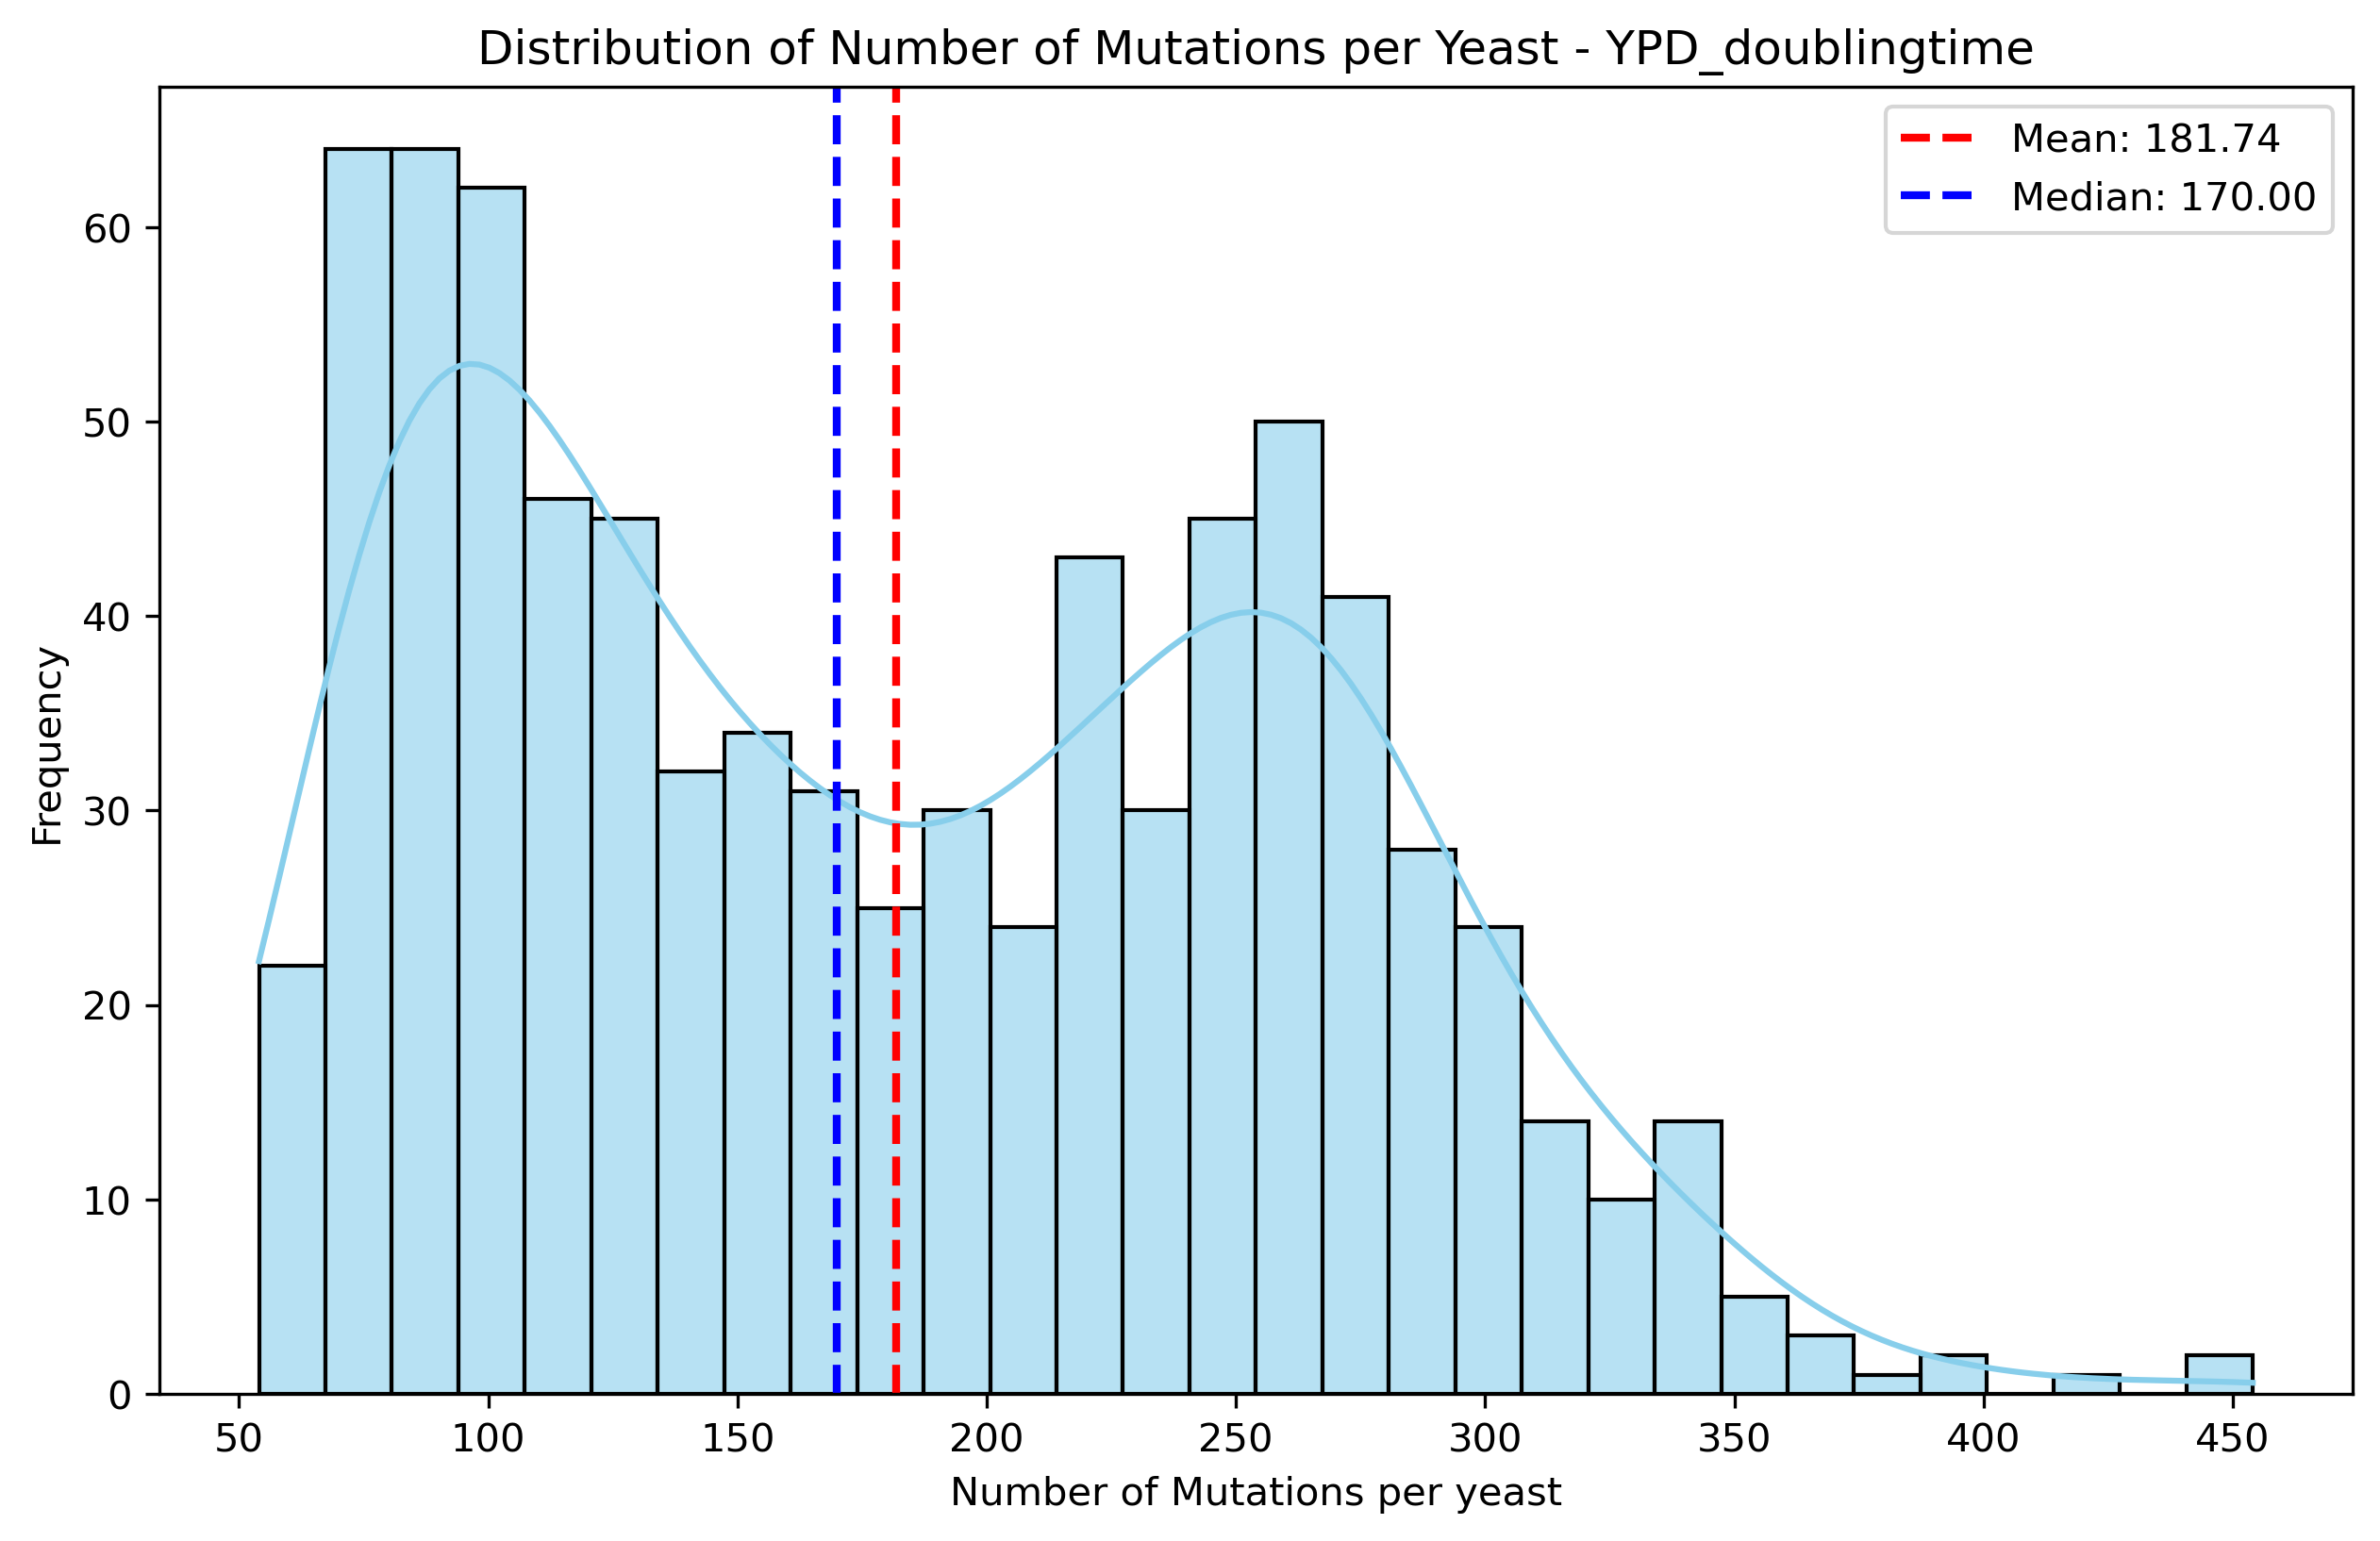 Distribution of Number of Mutations per Yeast - YPD_doublingtime
Mean: 181.74
Median: 170.00
Frequency
60
50
40
30
20
10
0
50 100 150 200 250 300 350 400 450
Number of Mutations per yeast